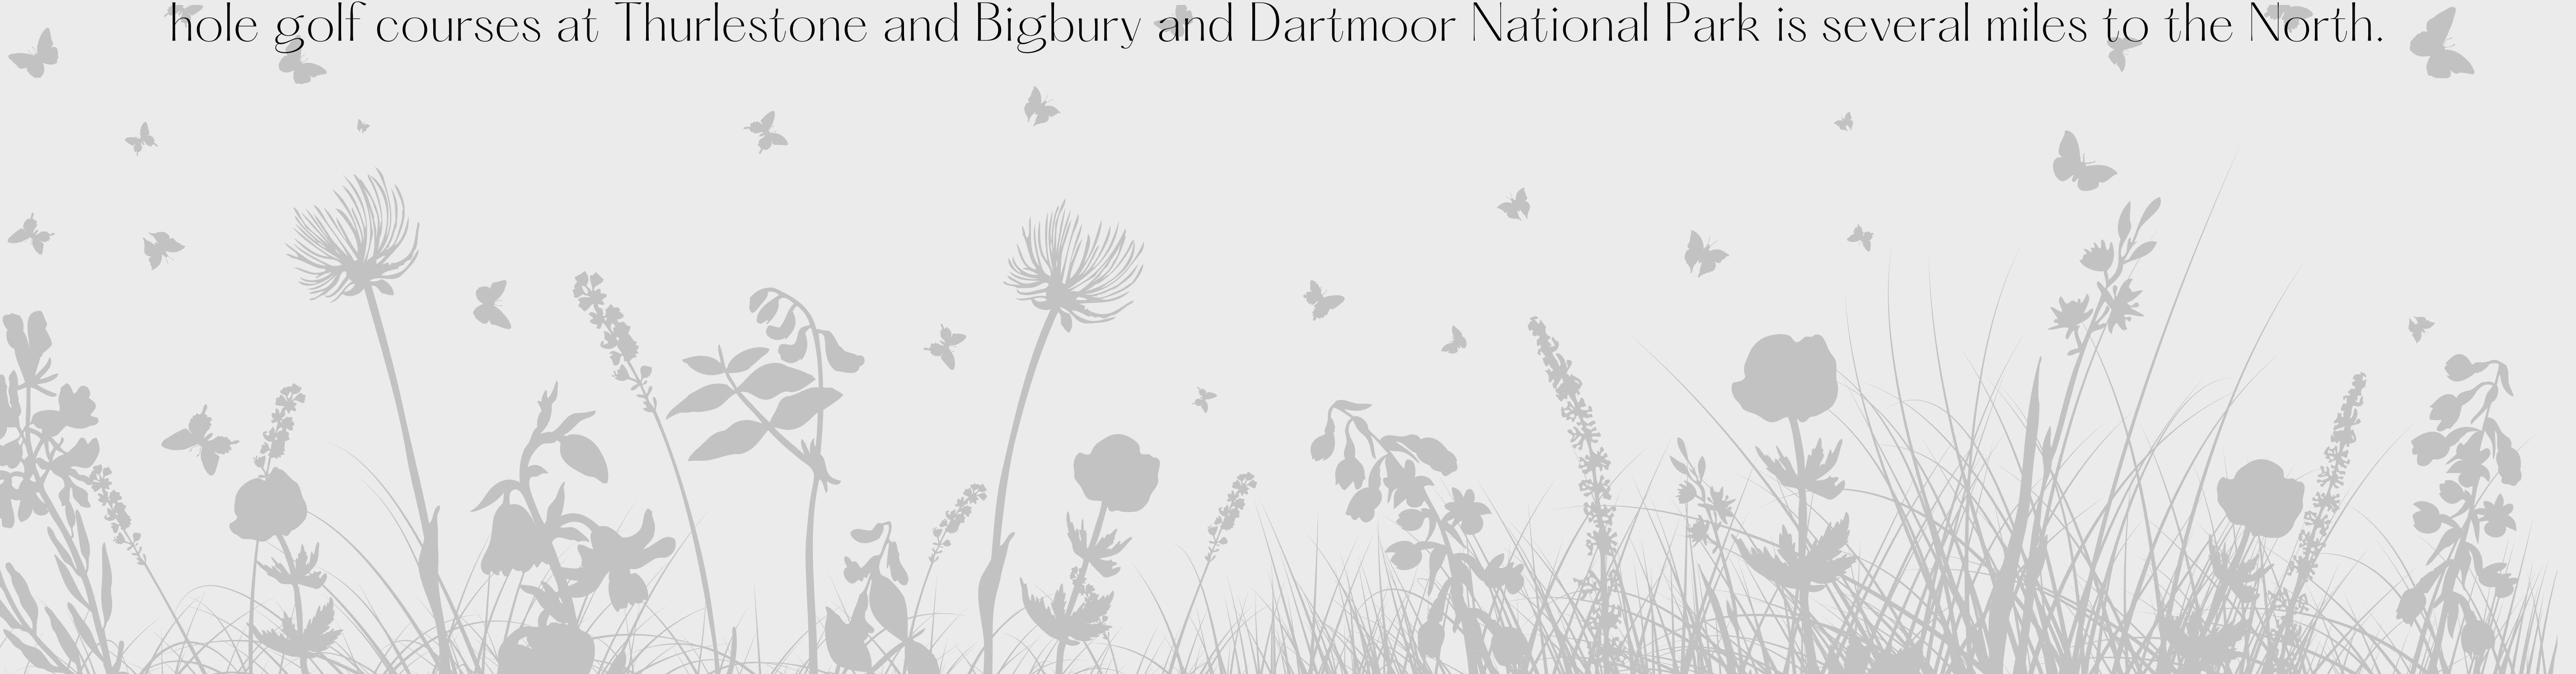 hole golf courses at Thurlestone and Bigbury and Dartmoor National Park is several miles to the North.